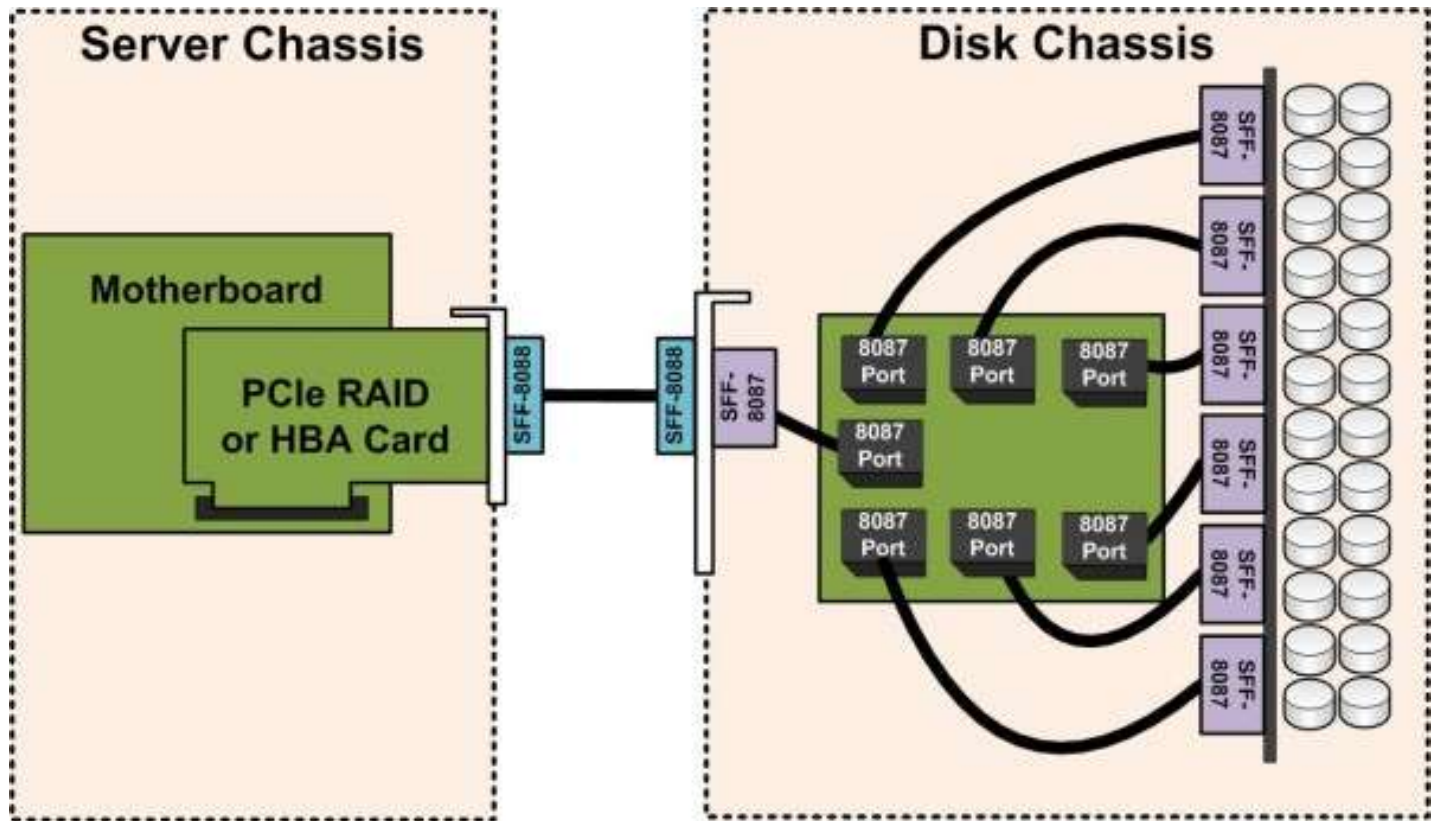 Server Chassis
Motherboard
PCIe RAID
or HBA Card
SFF-8088
SFF-8088
SFF-
8087
Disk Chassis
8087
Port
8087
Port
8087
Port
8087
Port
8087
Port
8087
Port
8087
Port
SFF-
8087
SFF-
8087
SFF-
8087
SFF-
8087
SFF-
8087
SFF-
8087